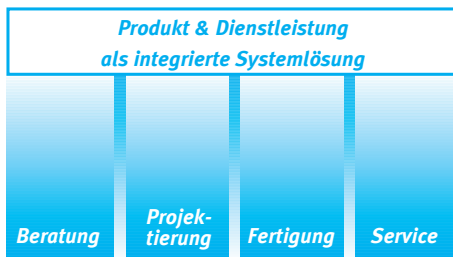 Produkt & Dienstleistung
als integrierte Systemlösung
Beratung
Projek-
tierung
Fertigung
Service